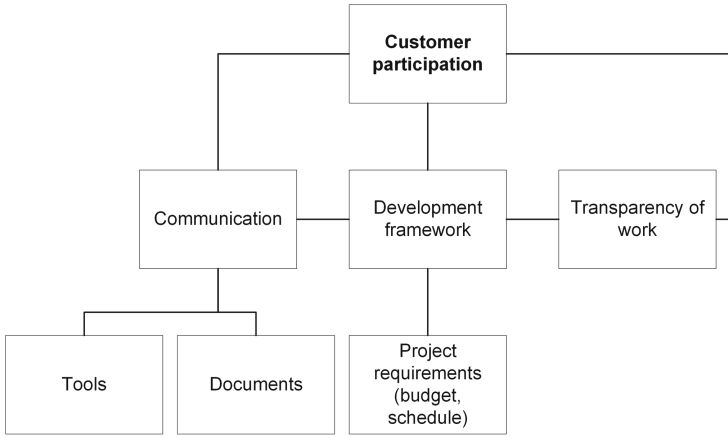 Customer
participation
Communication
Development
framework
Transparency of
work
Tools
Documents
Project
requirements
(budget,
schedule)